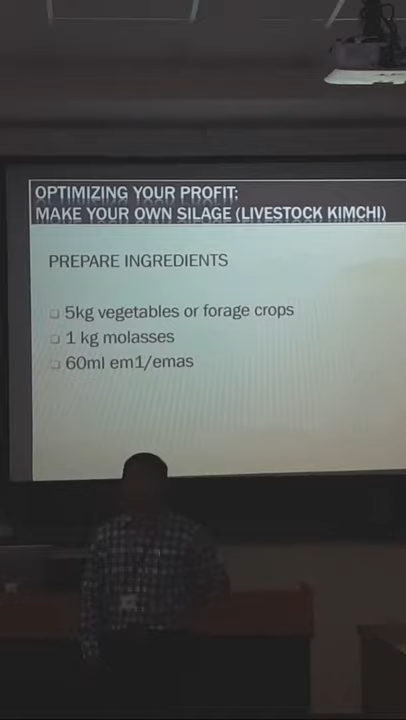 OPTIMIZING YOUR PROFIT;
MAKE YOUR OWN SILAGE (LIVESTOCK KIMCHI)
PREPARE INGREDIENTS
5kg vegetables or forage crops
1 kg molasses
60ml em1/emas